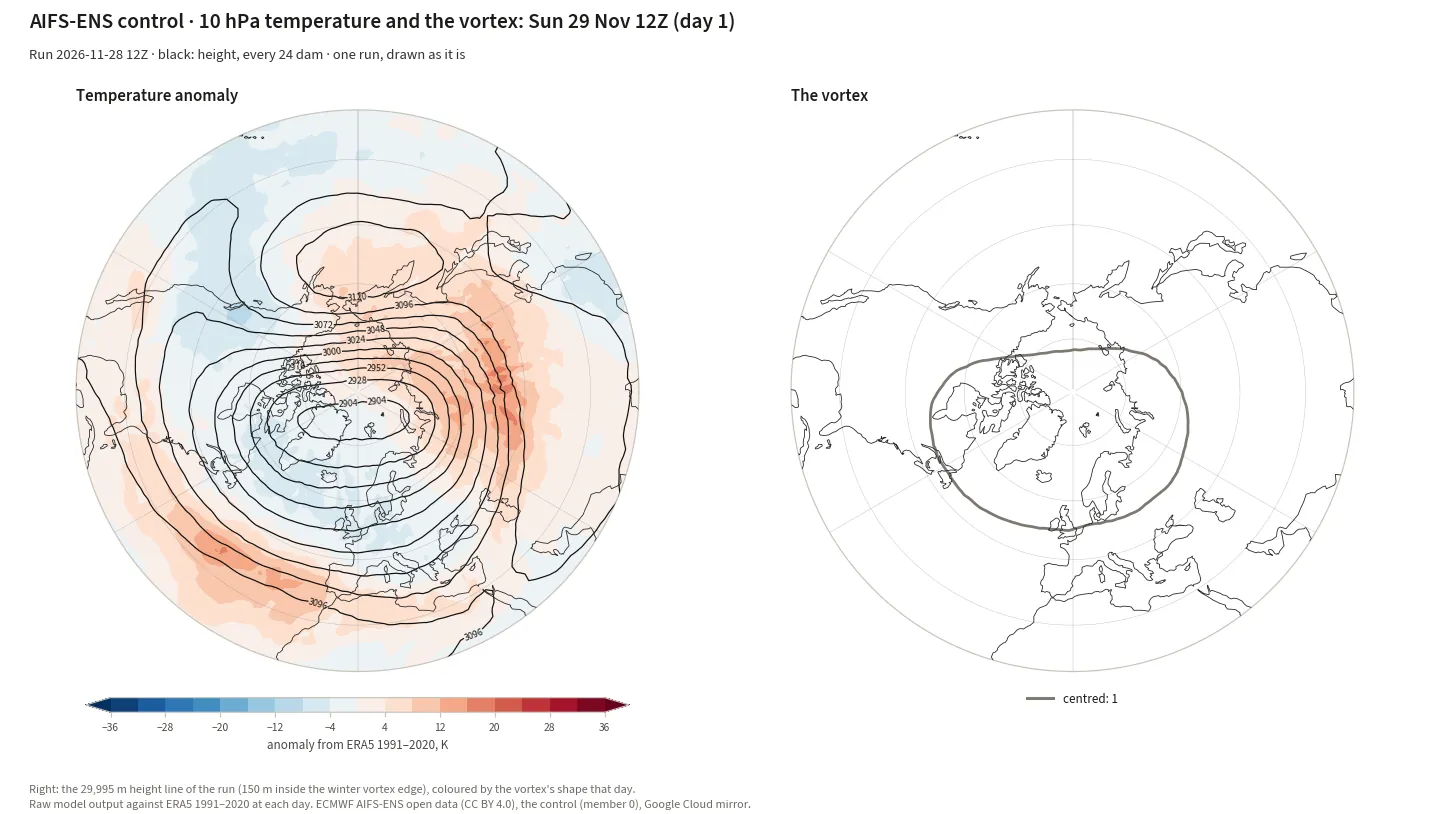 AIFS-ENS control · 10 hPa temperature and the vortex: Sun 29 Nov 12Z (day 1)
Run 2026-11-28 12Z · black: height, every 24 dam · one run, drawn as it is
Temperature anomaly
The vortex
3120
3096
3072
3048
3024
3000
2952
2928
2904
2904
3096
3096
centred: 1
−36 −28 −20 −12 −4 4 12 20 28 36
anomaly from ERA5 1991–2020, K
Right: the 29,995 m height line of the run (150 m inside the winter vortex edge), coloured by the vortex's shape that day.
Raw model output against ERA5 1991–2020 at each day. ECMWF AIFS-ENS open data (CC BY 4.0), the control (member 0), Google Cloud mirror.